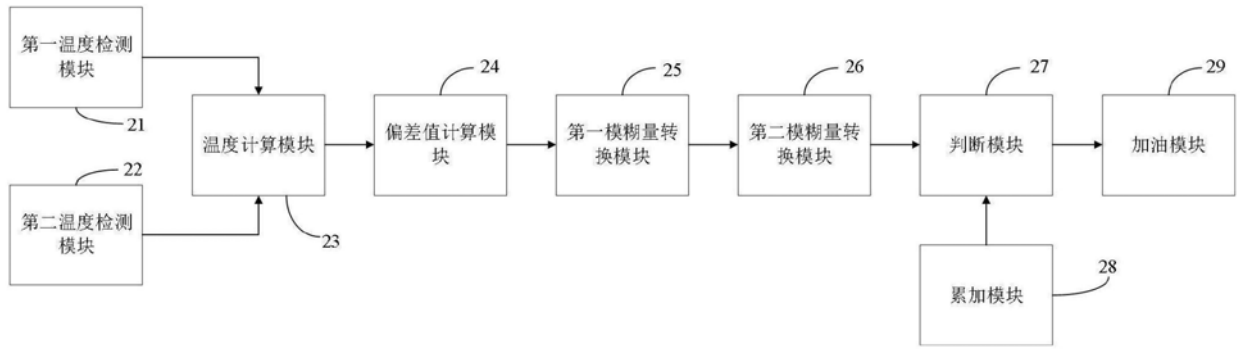 第一温度检测
模块
21
第二温度检测
模块
22
温度计算模块
23
偏差值计算模
块
24
第一模糊量转
换模块
25
第二模糊量转
换模块
26
判断模块
27
累加模块
28
加油模块
29